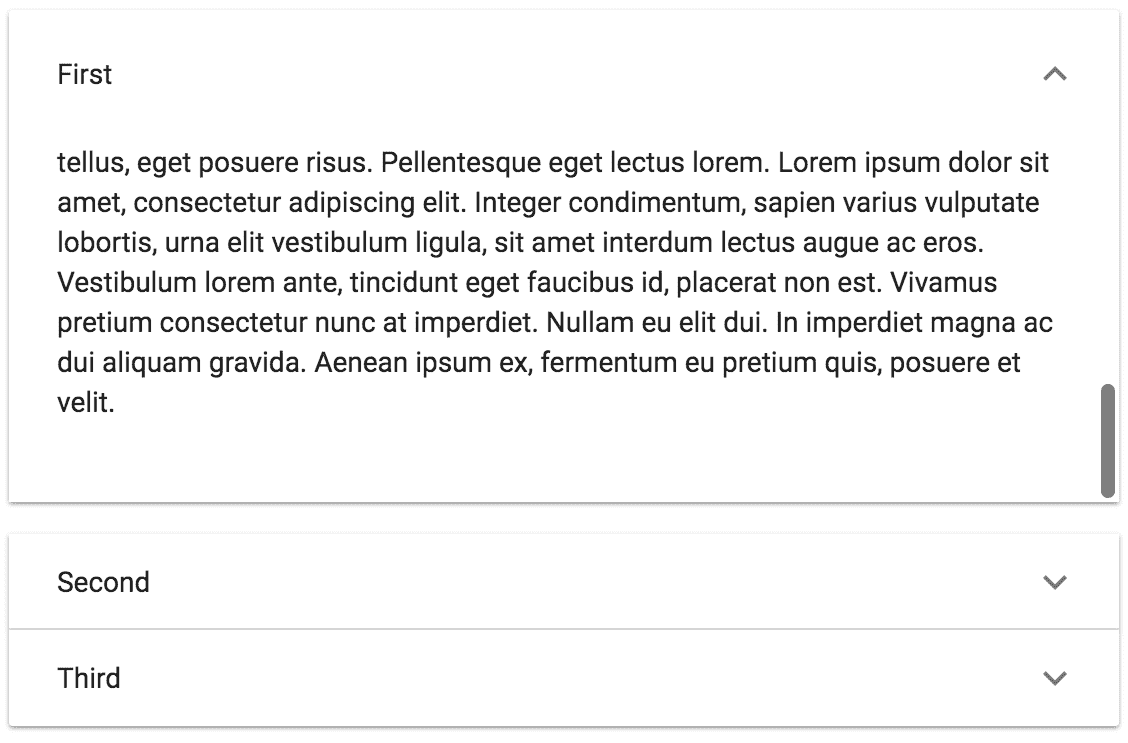 First
tellus, eget posuere risus. Pellentesque eget lectus lorem. Lorem ipsum dolor sit
amet, consectetur adipiscing elit. Integer condimentum, sapien varius vulputate
lobortis, urna elit vestibulum ligula, sit amet interdum lectus augue ac eros.
Vestibulum lorem ante, tincidunt eget faucibus id, placerat non est. Vivamus
pretium consectetur nunc at imperdiet. Nullam eu elit dui. In imperdiet magna ac
dui aliquam gravida. Aenean ipsum ex, fermentum eu pretium quis, posuere et
velit.
Second
Third